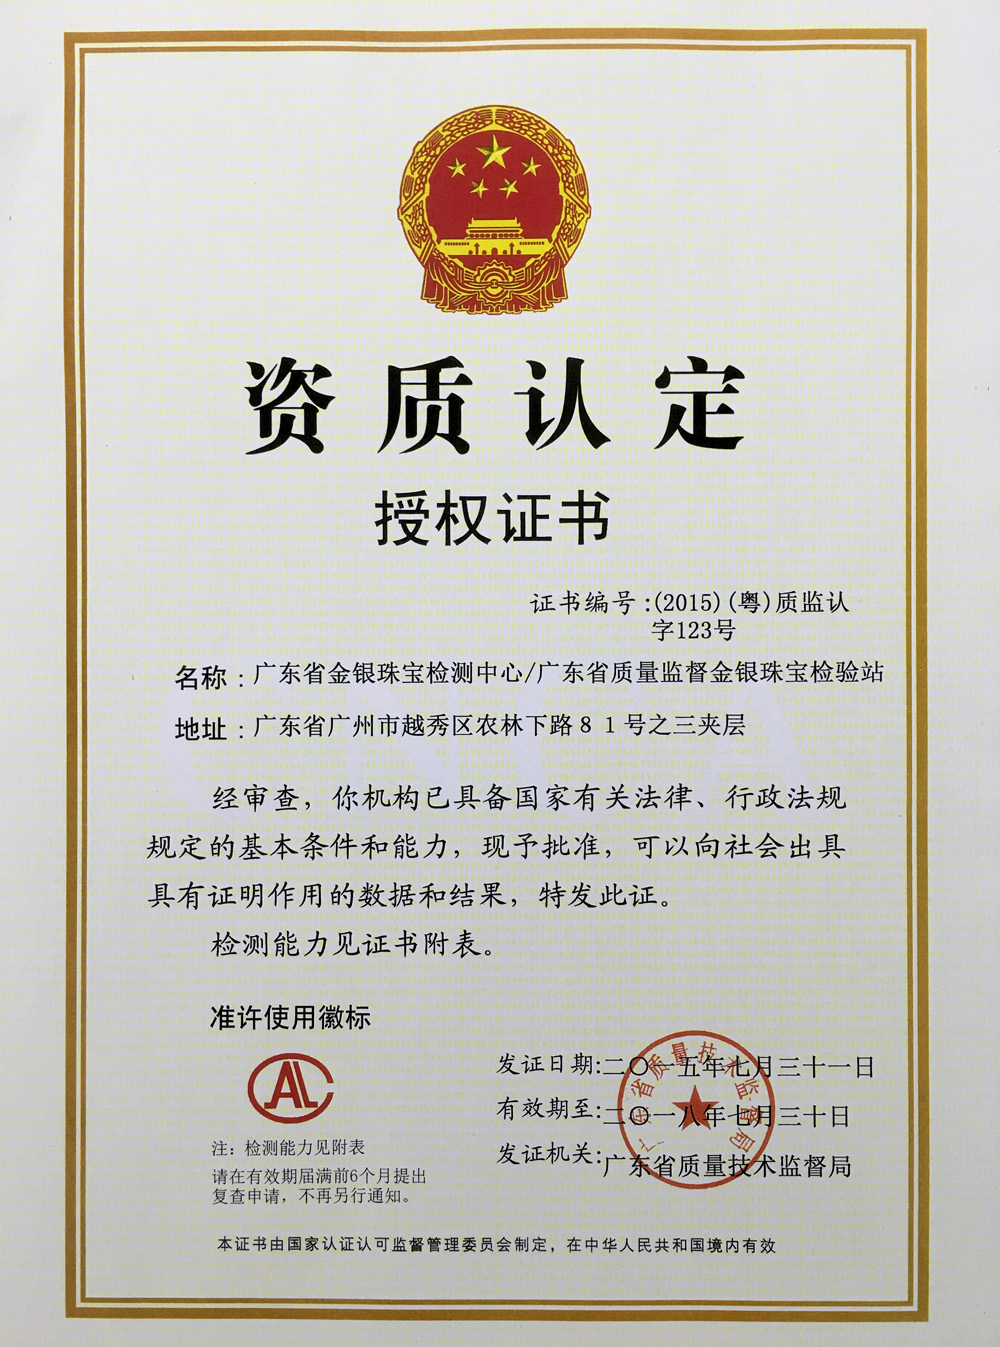 资质认定
授权证书
证书编号:(2015)(粤)质监认
字123号
名称:广东省金银珠宝检测中心/广东省质量监督金银珠宝检验站
地址:广东省广州市越秀区农林下路81号之三夹层
经审查，你机构已具备国家有关法律、行政法规
规定的基本条件和能力，现予批准，可以向社会出具
具有证明作用的数据和结果，特发此证。
检测能力见证书附表。
准许使用徽标
CAL
发证日期:二〇一五年七月三十一日
有效期至:二〇一八年七月三十日
发证机关:广东省质量技术监督局
广东省质量技术监督局
注：检测能力见附表
请在有效期届满前6个月提出
复查申请，不再另行通知。
本证书由国家认证认可监督管理委员会制定，在中华人民共和国境内有效